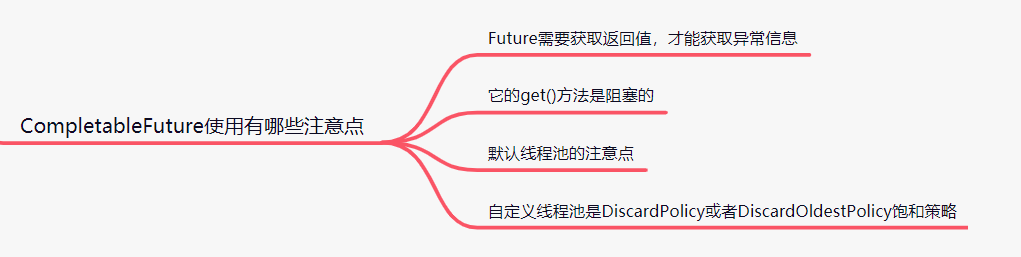 Future需要获取返回值，才能获取异常信息
它的get()方法是阻塞的
CompletableFuture使用有哪些注意点
默认线程池的注意点
自定义线程池是DiscardPolicy或者DiscardOldestPolicy饱和策略